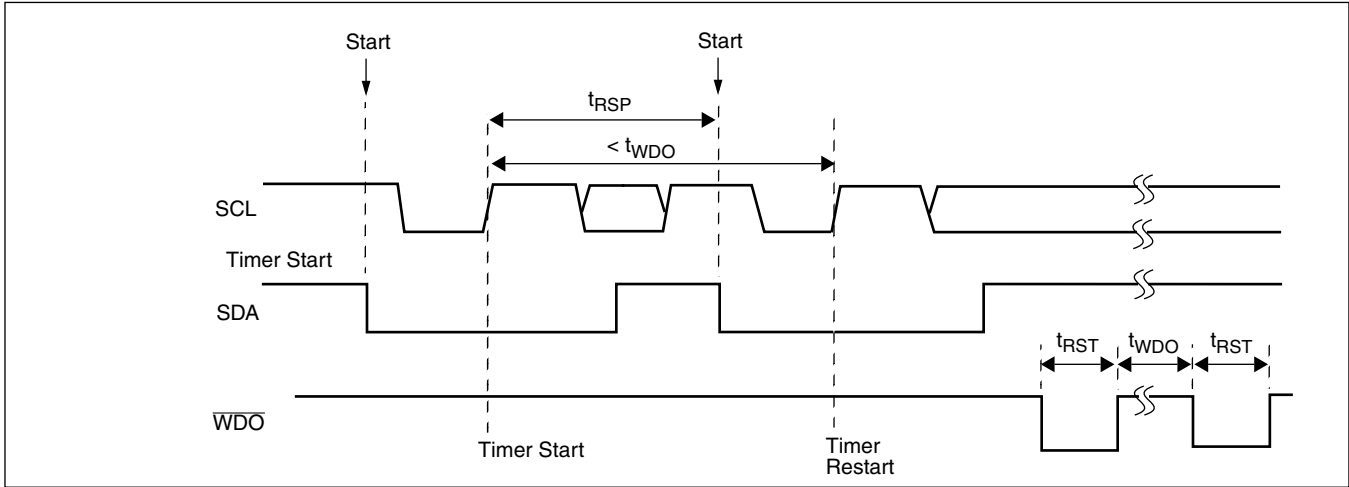 Start
Start
tRSP
< tWDO
SCL
Timer Start
SDA
tRST
tWDO
tRST
WDO
Timer Start
Timer
Restart